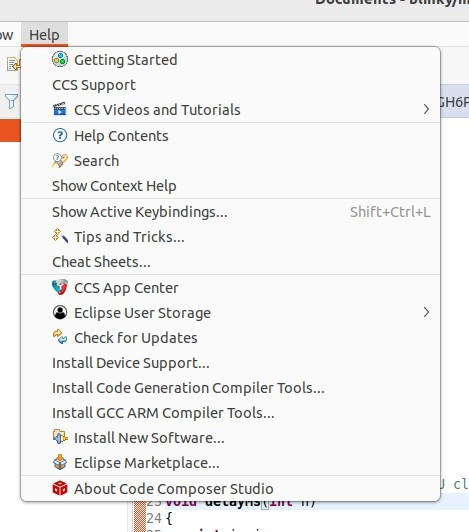 Documents - blinky/m
ow Help
Getting Started
CCS Support
CCS Videos and Tutorials
GH6P
Help Contents
Search
Show Context Help
Show Active Keybindings... Shift+Ctrl+L
Tips and Tricks...
Cheat Sheets...
CCS App Center
Eclipse User Storage
Check for Updates
Install Device Support...
Install Code Generation Compiler Tools...
Install GCC ARM Compiler Tools...
Install New Software...
Eclipse Marketplace...
About Code Composer Studio
U cl
23 void delayMs(int n)
24 {